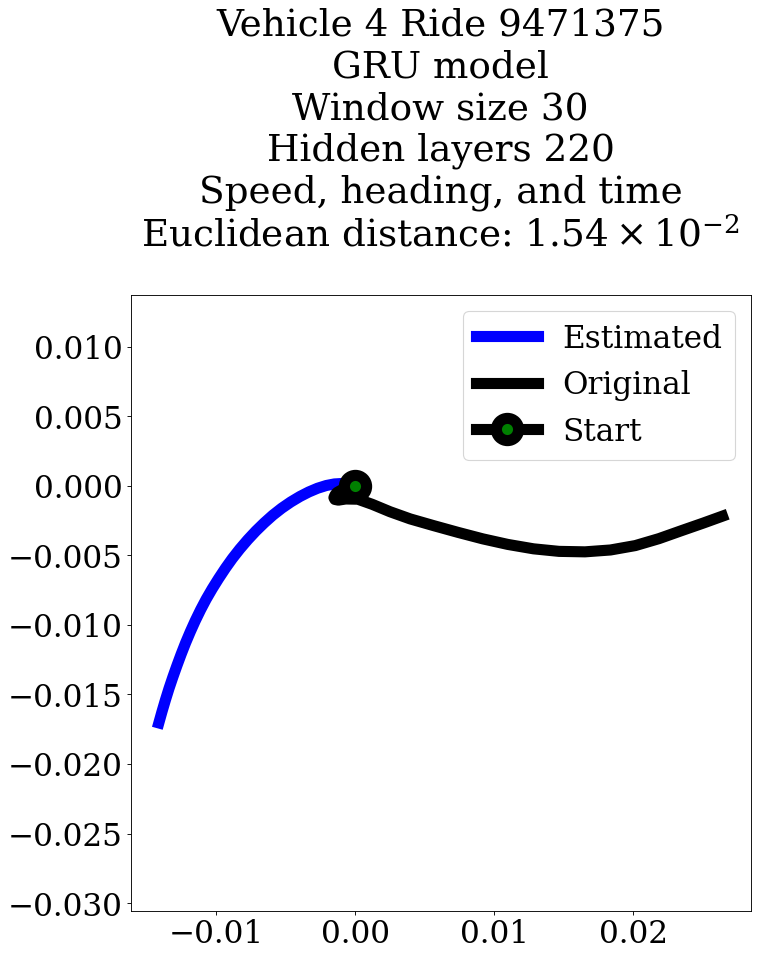 Vehicle 4 Ride 9471375
GRU model
Window size 30
Hidden layers 220
Speed, heading, and time
Euclidean distance: 1.54 × 10⁻²
Estimated
Original
Start
0.010
0.005
0.000
−0.005
−0.010
−0.015
−0.020
−0.025
−0.030
−0.01 0.00 0.01 0.02